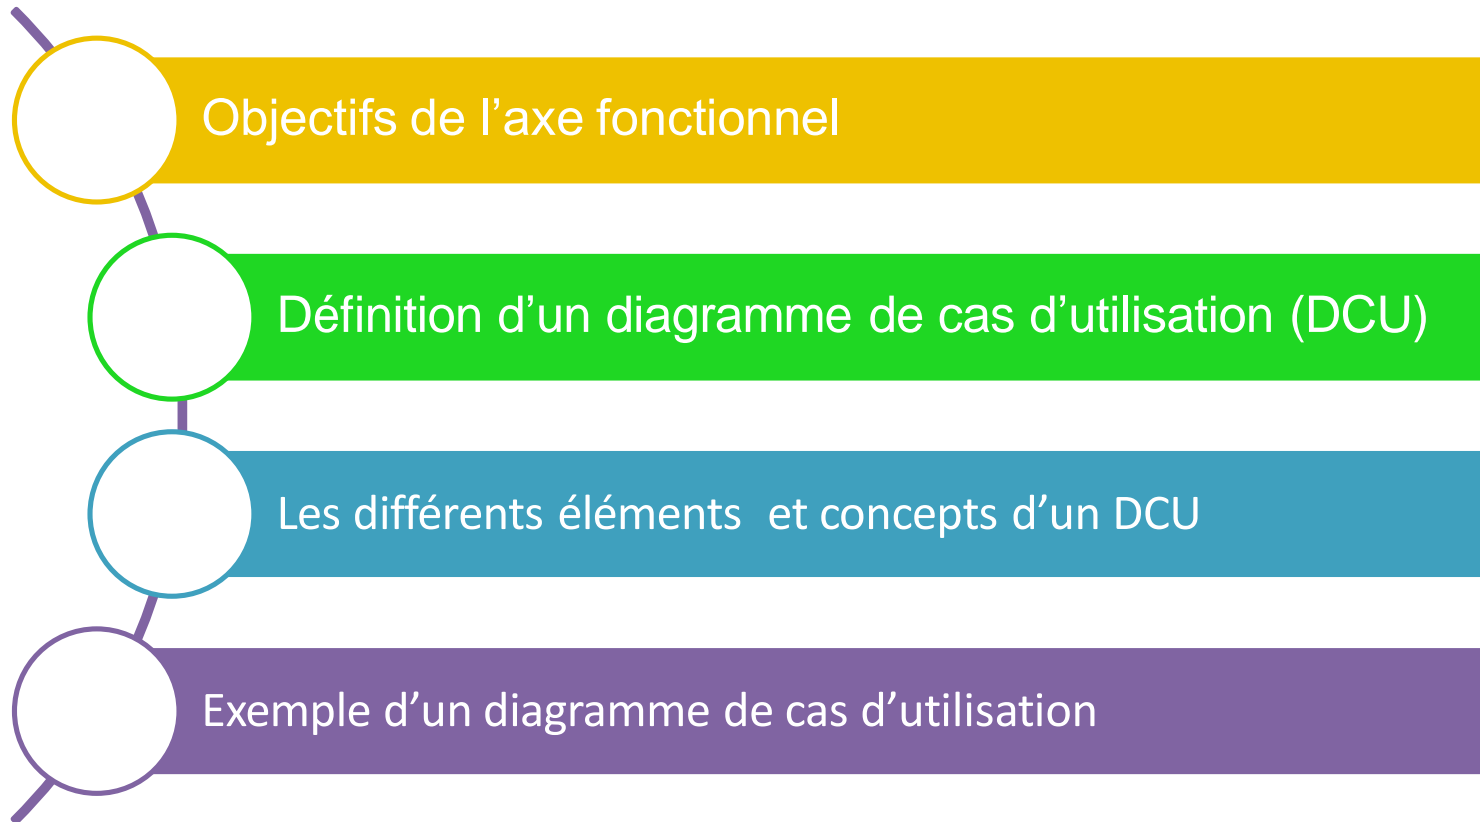 Objectifs de l’axe fonctionnel
Définition d’un diagramme de cas d’utilisation (DCU)
Les différents éléments  et concepts d’un DCU
Exemple d’un diagramme de cas d’utilisation